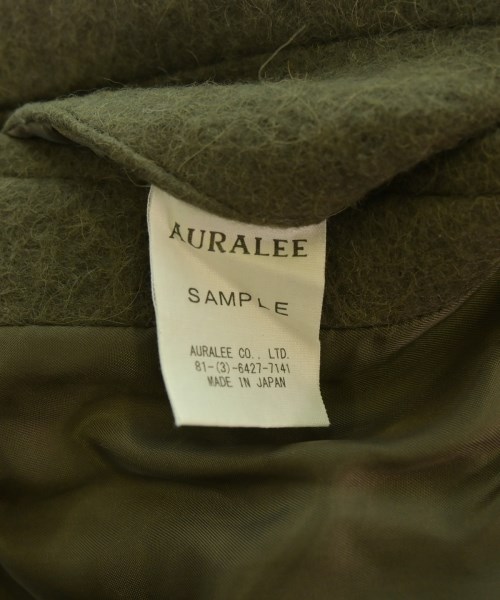 AURALEE
SAMPLE
AURALEE CO., LTD.
81-(3)-6427-7141
MADE IN JAPAN